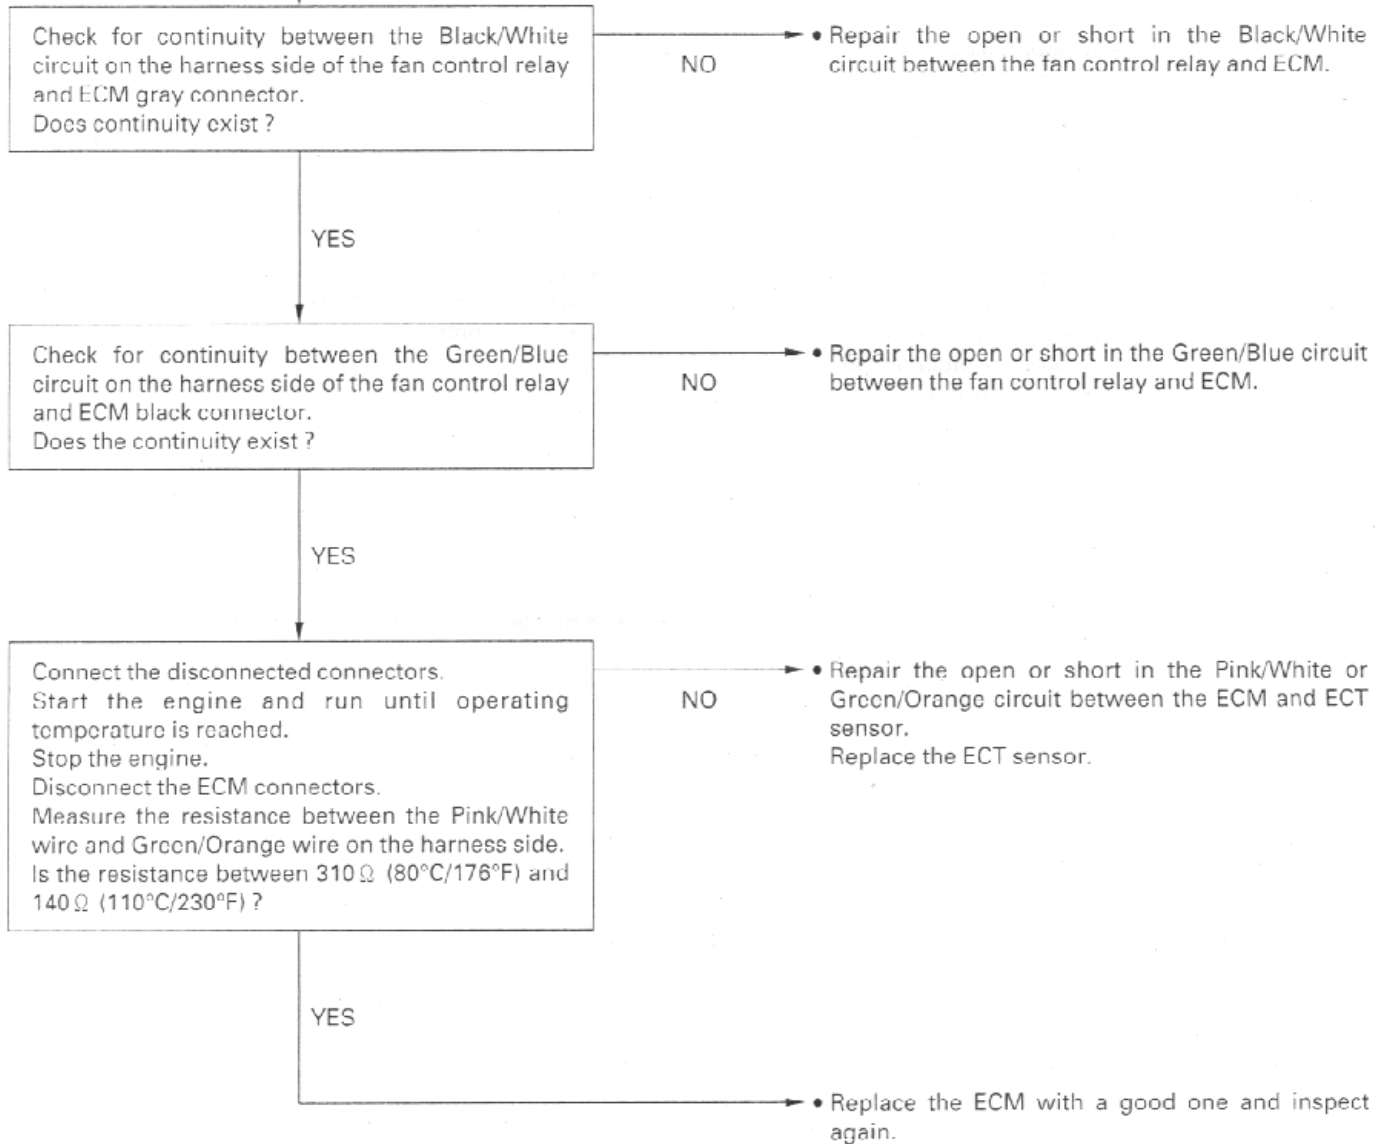 Check for continuity between the Black/White
circuit on the harness side of the fan control relay
and ECM gray connector.
Does continuity exist ?
NO
• Repair the open or short in the Black/White
circuit between the fan control relay and ECM.
YES
Check for continuity between the Green/Blue
circuit on the harness side of the fan control relay
and ECM black connector.
Does the continuity exist ?
NO
• Repair the open or short in the Green/Blue circuit
between the fan control relay and ECM.
YES
Connect the disconnected connectors.
Start the engine and run until operating
temperature is reached.
Stop the engine.
Disconnect the ECM connectors.
Measure the resistance between the Pink/White
wire and Green/Orange wire on the harness side.
Is the resistance between 310 Ω (80°C/176°F) and
140 Ω (110°C/230°F) ?
NO
• Repair the open or short in the Pink/White or
Green/Orange circuit between the ECM and ECT
sensor.
Replace the ECT sensor.
YES
• Replace the ECM with a good one and inspect
again.